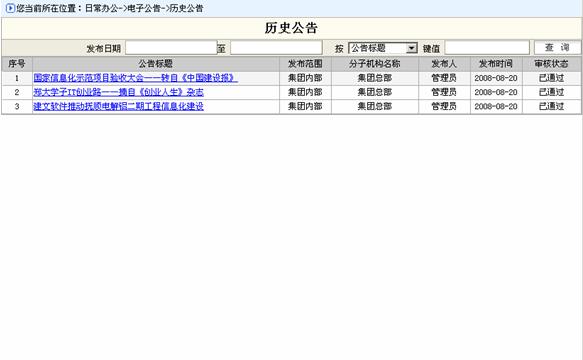 您当前所在位置：日常办公->电子公告->历史公告
历史公告
发布日期 至 按 公告标题 键值 查 询
序号 公告标题 发布范围 分子机构名称 发布人 发布时间 审核状态
1 国家信息化示范项目验收大会——转自《中国建设报》 集团内部 集团总部 管理员 2008-08-20 已通过
2 郑大学子IT创业路——摘自《创业人生》杂志 集团内部 集团总部 管理员 2008-08-20 已通过
3 建文软件推动抚顺电解铝二期工程信息化建设 集团内部 集团总部 管理员 2008-08-20 已通过